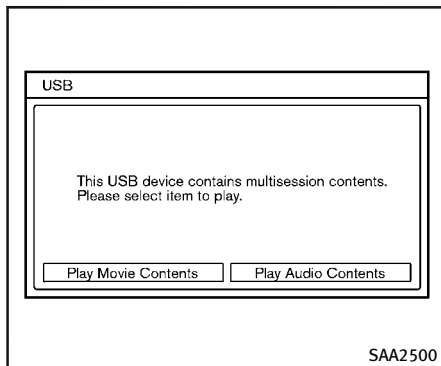 USB
This USB device contains multisession contents.
Please select item to play.
Play Movie Contents
Play Audio Contents
SAA2500